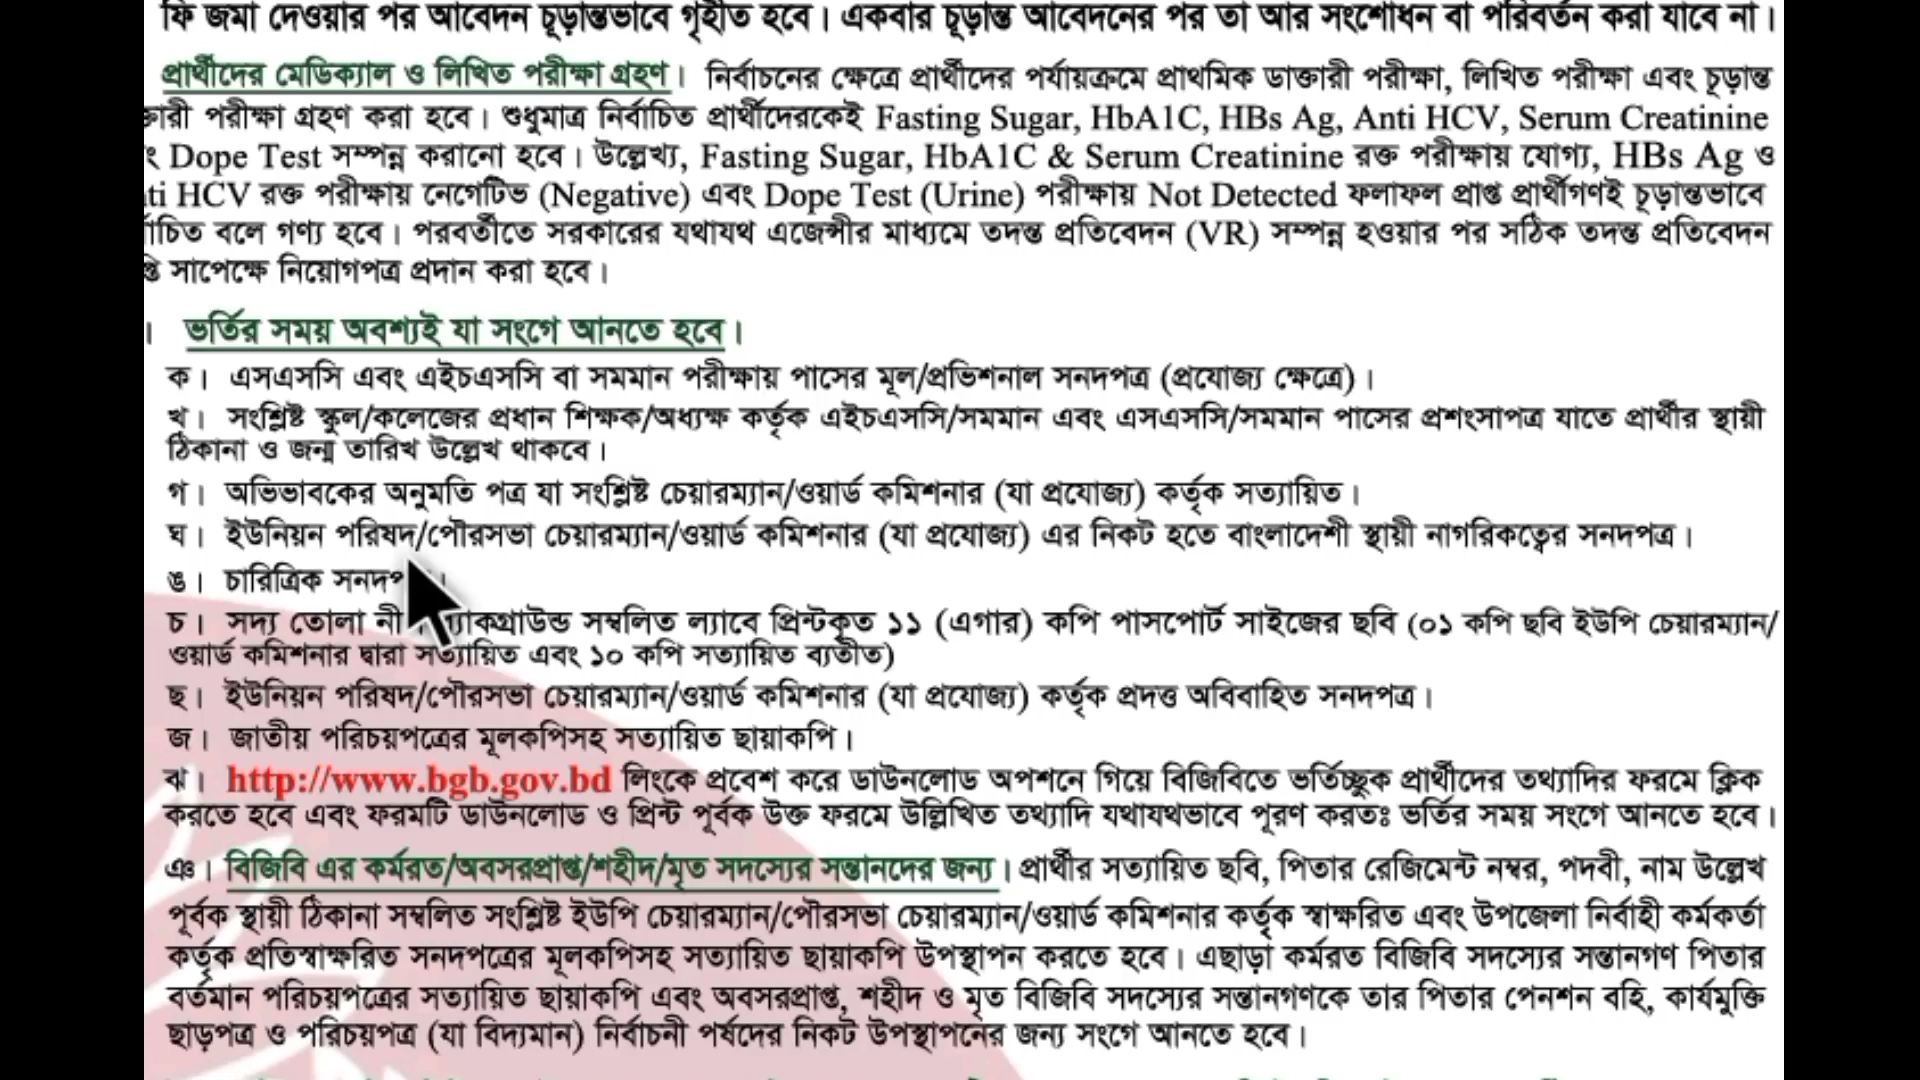 ফি জমা দেওয়ার পর আবেদন চূড়ান্তভাবে গৃহীত হবে। একবার চূড়ান্ত আবেদনের পর তা আর সংশোধন বা পরিবর্তন করা যাবে না।
প্রার্থীদের মেডিক্যাল ও লিখিত পরীক্ষা গ্রহণ। নির্বাচনের ক্ষেত্রে প্রার্থীদের পর্যায়ক্রমে প্রাথমিক ডাক্তারী পরীক্ষা, লিখিত পরীক্ষা এবং চূড়ান্ত
পরীক্ষা গ্রহণ করা হবে। শুধুমাত্র নির্বাচিত প্রার্থীদেরকেই Fasting Sugar, HbA1C, HBs Ag, Anti HCV, Serum Creatinine
Dope Test সম্পন্ন করানো হবে। উল্লেখ্য, Fasting Sugar, HbA1C & Serum Creatinine রক্ত পরীক্ষায় যোগ্য, HBs Ag ও
ti HCV রক্ত পরীক্ষায় নেগেটিভ (Negative) এবং Dope Test (Urine) পরীক্ষায় Not Detected ফলাফল প্রাপ্ত প্রার্থীগণই চূড়ান্তভাবে
বলে গণ্য হবে। পরবর্তীতে সরকারের যথাযথ এজেন্সীর মাধ্যমে তদন্ত প্রতিবেদন (VR) সম্পন্ন হওয়ার পর সঠিক তদন্ত প্রতিবেদন
সাপেক্ষে নিয়োগপত্র প্রদান করা হবে।
। ভর্তির সময় অবশ্যই যা সংগে আনতে হবে।
ক। এসএসসি এবং এইচএসসি বা সমমান পরীক্ষায় পাসের মূল/প্রভিশনাল সনদপত্র (প্রযোজ্য ক্ষেত্রে)।
খ। সংশ্লিষ্ট স্কুল/কলেজের প্রধান শিক্ষক/অধ্যক্ষ কর্তৃক এইচএসসি/সমমান এবং এসএসসি/সমমান পাসের প্রশংসাপত্র যাতে প্রার্থীর স্থায়ী
ঠিকানা ও জন্ম তারিখ উল্লেখ থাকবে।
গ। অভিভাবকের অনুমতি পত্র যা সংশ্লিষ্ট চেয়ারম্যান/ওয়ার্ড কমিশনার (যা প্রযোজ্য) কর্তৃক সত্যায়িত।
ঘ। ইউনিয়ন পরিষদ/পৌরসভা চেয়ারম্যান/ওয়ার্ড কমিশনার (যা প্রযোজ্য) এর নিকট হতে বাংলাদেশী স্থায়ী নাগরিকত্বের সনদপত্র।
ঙ। চারিত্রিক
চ। সদ্য তোলা সম্বলিত ল্যাবে প্রিন্টকৃত ১১ (এগার) কপি পাসপোর্ট সাইজের ছবি (০১ কপি ছবি ইউপি চেয়ারম্যান/
ওয়ার্ড কমিশনার দ্বারা সত্যায়িত এবং ১০ কপি সত্যায়িত ব্যতীত)
ছ। ইউনিয়ন পরিষদ/পৌরসভা চেয়ারম্যান/ওয়ার্ড কমিশনার (যা প্রযোজ্য) কর্তৃক প্রদত্ত অবিবাহিত সনদপত্র।
জ। জাতীয় পরিচয়পত্রের মূলকপিসহ সত্যায়িত ছায়াকপি।
ঝ। http://www.bgb.gov.bd লিংকে প্রবেশ করে ডাউনলোড অপশনে গিয়ে বিজিবিতে ভর্তিচ্ছুক প্রার্থীদের তথ্যাদির ফরমে ক্লিক
করতে হবে এবং ফরমটি ডাউনলোড ও প্রিন্ট পূর্বক উক্ত ফরমে উল্লিখিত তথ্যাদি যথাযথভাবে পূরণ করতঃ ভর্তির সময় সংগে আনতে হবে।
ঞ। বিজিবি এর কর্মরত/অবসরপ্রাপ্ত/শহীদ/মৃত সদস্যের সন্তানদের জন্য। প্রার্থীর সত্যায়িত ছবি, পিতার রেজিমেন্ট নম্বর, পদবী, নাম উল্লেখ
পূর্বক স্থায়ী ঠিকানা সম্বলিত সংশ্লিষ্ট ইউপি চেয়ারম্যান/পৌরসভা চেয়ারম্যান/ওয়ার্ড কমিশনার কর্তৃক স্বাক্ষরিত এবং উপজেলা নির্বাহী কর্মকর্তা
কর্তৃক প্রতিস্বাক্ষরিত সনদপত্রের মূলকপিসহ সত্যায়িত ছায়াকপি উপস্থাপন করতে হবে। এছাড়া কর্মরত বিজিবি সদস্যের সন্তানগণ পিতার
বর্তমান পরিচয়পত্রের সত্যায়িত ছায়াকপি এবং অবসরপ্রাপ্ত, শহীদ ও মৃত বিজিবি সদস্যের সন্তানগণকে তার পিতার পেনশন বহি, কার্যমুক্তি
ছাড়পত্র ও পরিচয়পত্র (যা বিদ্যমান) নির্বাচনী পর্ষদের নিকট উপস্থাপনের জন্য সংগে আনতে হবে।